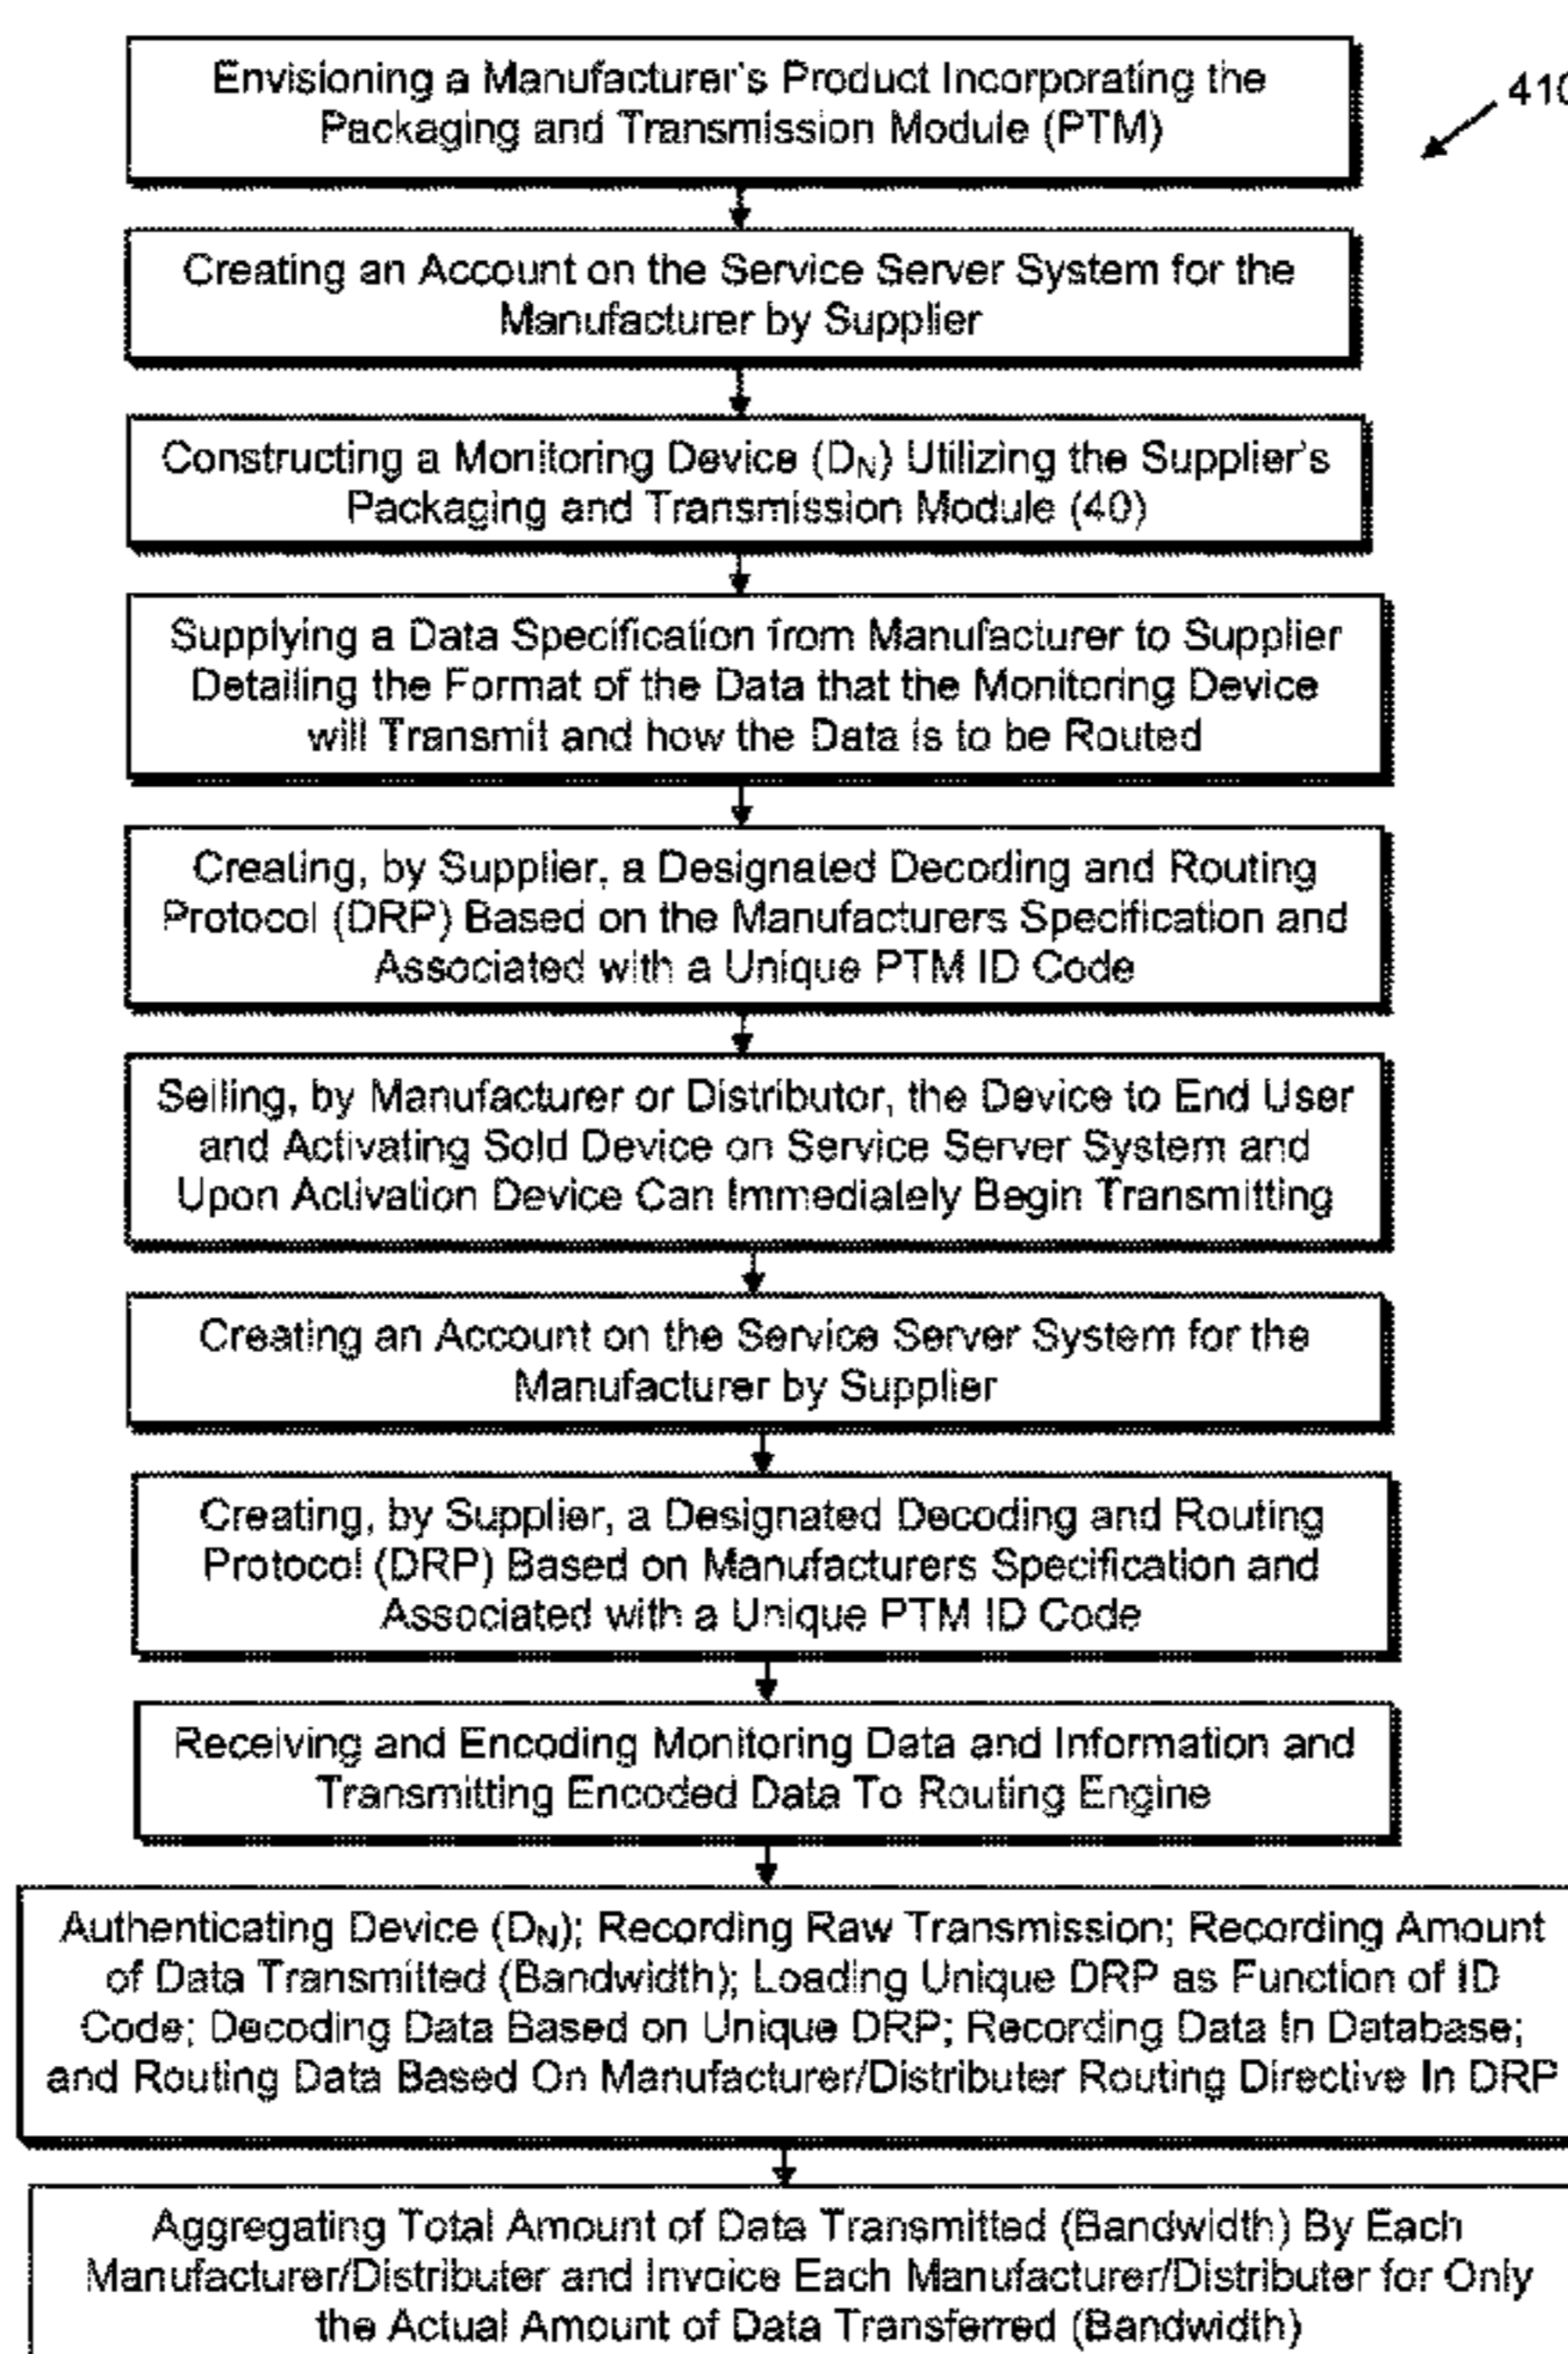 Envisioning a Manufacturer's Product Incorporating the
Packaging and Transmission Module (PTM)
410
Creating an Account on the Service Server System for the
Manufacturer by Supplier
Constructing a Monitoring Device (DN) Utilizing the Supplier's
Packaging and Transmission Module (40)
Supplying a Data Specification from Manufacturer to Supplier
Detailing the Format of the Data that the Monitoring Device
will Transmit and how the Data is to be Routed
Creating, by Supplier, a Designated Decoding and Routing
Protocol (DRP) Based on the Manufacturers Specification and
Associated with a Unique PTM ID Code
Selling, by Manufacturer or Distributor, the Device to End User
and Activating Sold Device on Service Server System and
Upon Activation Device Can Immediately Begin Transmitting
Creating an Account on the Service Server System for the
Manufacturer by Supplier
Creating, by Supplier, a Designated Decoding and Routing
Protocol (DRP) Based on Manufacturers Specification and
Associated with a Unique PTM ID Code
Receiving and Encoding Monitoring Data and Information and
Transmitting Encoded Data To Routing Engine
Authenticating Device (DN); Recording Raw Transmission; Recording Amount
of Data Transmitted (Bandwidth); Loading Unique DRP as Function of ID
Code; Decoding Data Based on Unique DRP; Recording Data In Database;
and Routing Data Based On Manufacturer/Distributer Routing Directive In DRP
Aggregating Total Amount of Data Transmitted (Bandwidth) By Each
Manufacturer/Distributer and Invoice Each Manufacturer/Distributer for Only
the Actual Amount of Data Transferred (Bandwidth)